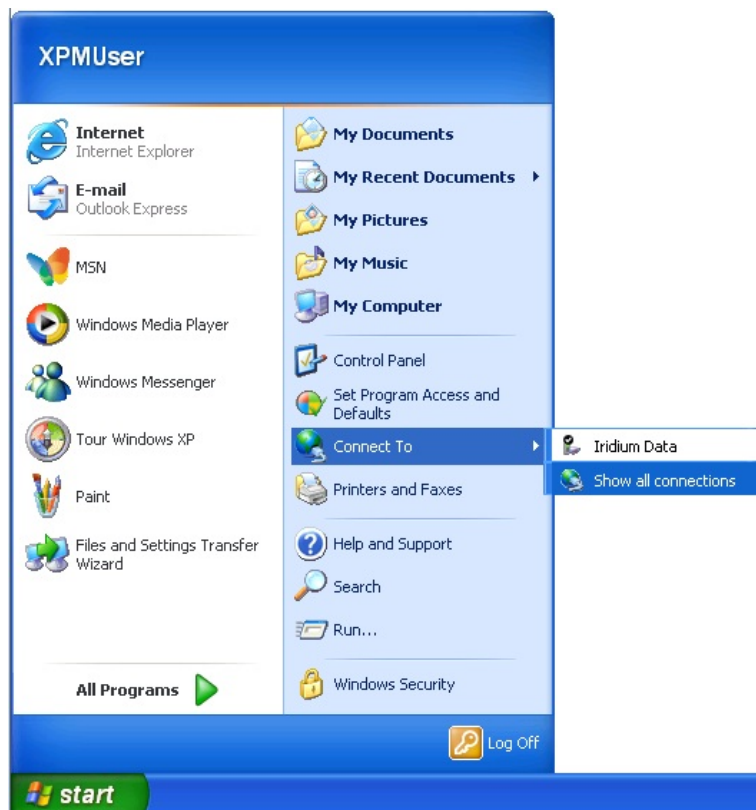 XPMUser
Internet
Internet Explorer
E-mail
Outlook Express
MSN
Windows Media Player
Windows Messenger
Tour Windows XP
Paint
Files and Settings Transfer
Wizard
All Programs
My Documents
My Recent Documents
My Pictures
My Music
My Computer
Control Panel
Set Program Access and
Defaults
Connect To
Printers and Faxes
Help and Support
Search
Run...
Windows Security
Iridium Data
Show all connections
Log Off
start